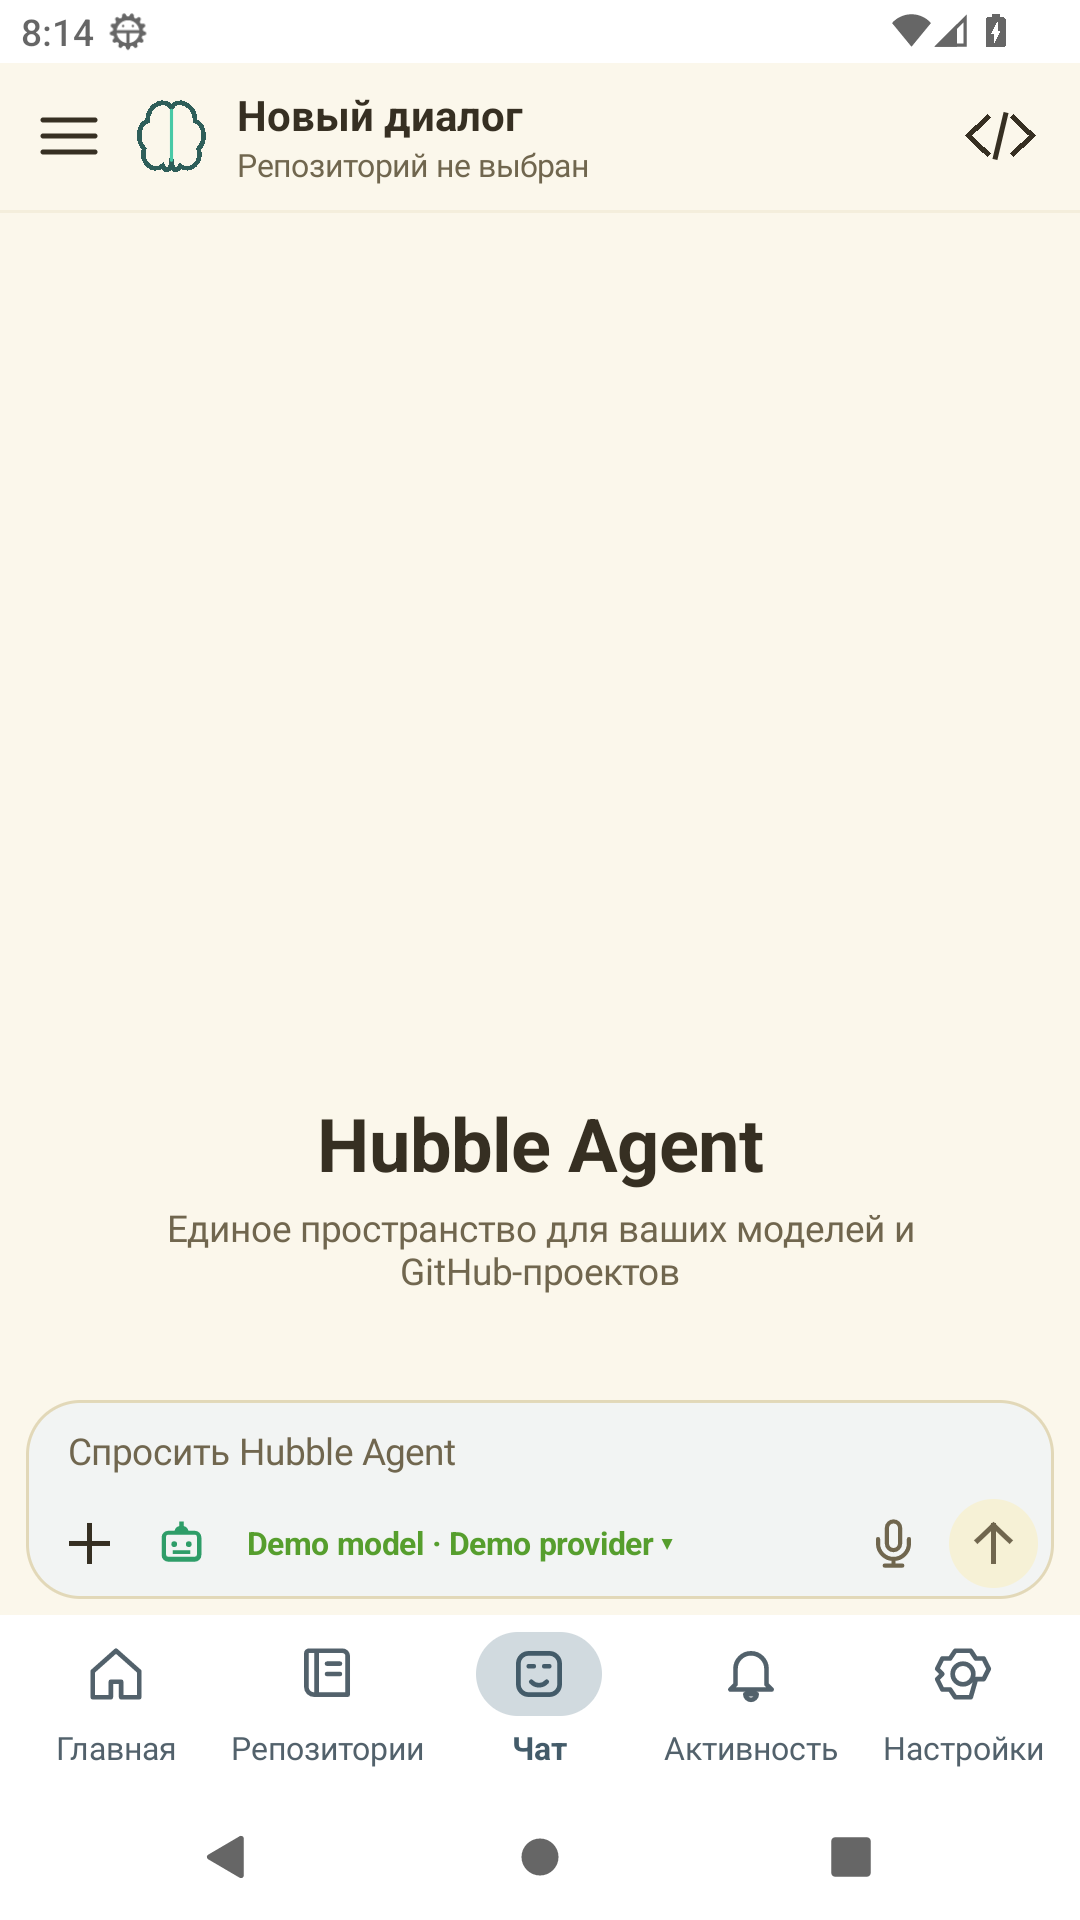 8:14
Новый диалог
Репозиторий не выбран
Hubble Agent
Единое пространство для ваших моделей и
GitHub-проектов
Спросить Hubble Agent
Demo model · Demo provider ▾
Главная
Репозитории
Чат
Активность
Настройки